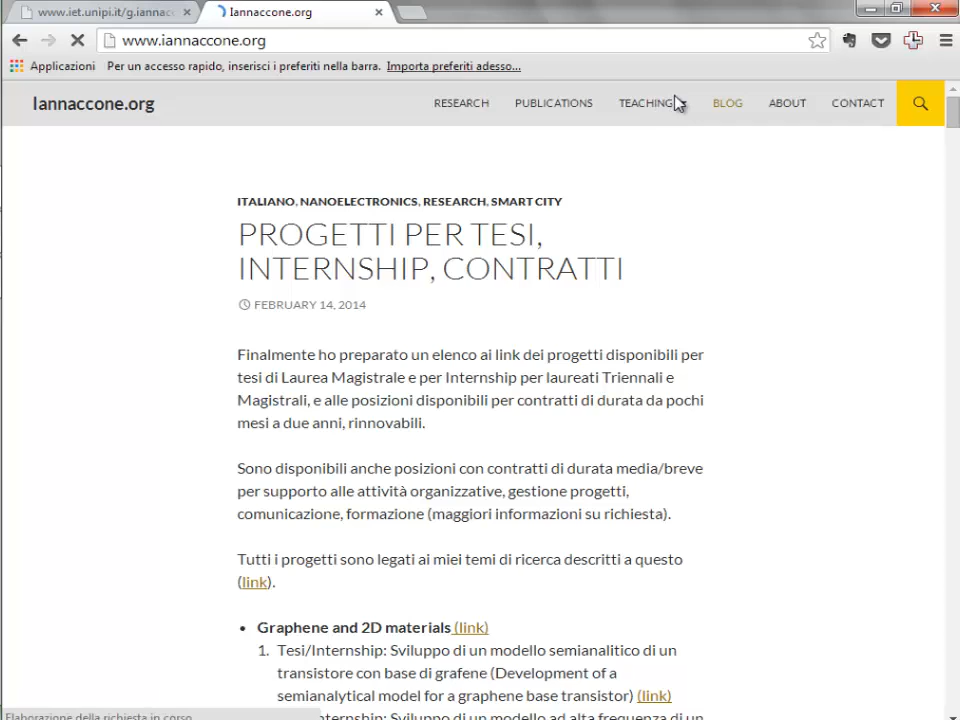 www.iet.unipi.it/g.iannac
Iannaccone.org
www.iannaccone.org
Applicazioni Per un accesso rapido, inserisci i preferiti nella barra. Importa preferiti adesso...
Iannaccone.org RESEARCH PUBLICATIONS TEACHING BLOG ABOUT CONTACT
ITALIANO, NANOELECTRONICS, RESEARCH, SMART CITY
PROGETTI PER TESI,
INTERNSHIP, CONTRATTI
FEBRUARY 14, 2014
Finalmente ho preparato un elenco ai link dei progetti disponibili per
tesi di Laurea Magistrale e per Internship per laureati Triennali e
Magistrali, e alle posizioni disponibili per contratti di durata da pochi
mesi a due anni, rinnovabili.
Sono disponibili anche posizioni con contratti di durata media/breve
per supporto alle attività organizzative, gestione progetti,
comunicazione, formazione (maggiori informazioni su richiesta).
Tutti i progetti sono legati ai miei temi di ricerca descritti a questo
(link).
• Graphene and 2D materials (link)
1. Tesi/Internship: Sviluppo di un modello semianalitico di un
transistore con base di grafene (Development of a
semianalytical model for a graphene base transistor) (link)
Internship: Sviluppo di un modello ad alta frequenza di un
Elaborazione della richiesta in corso